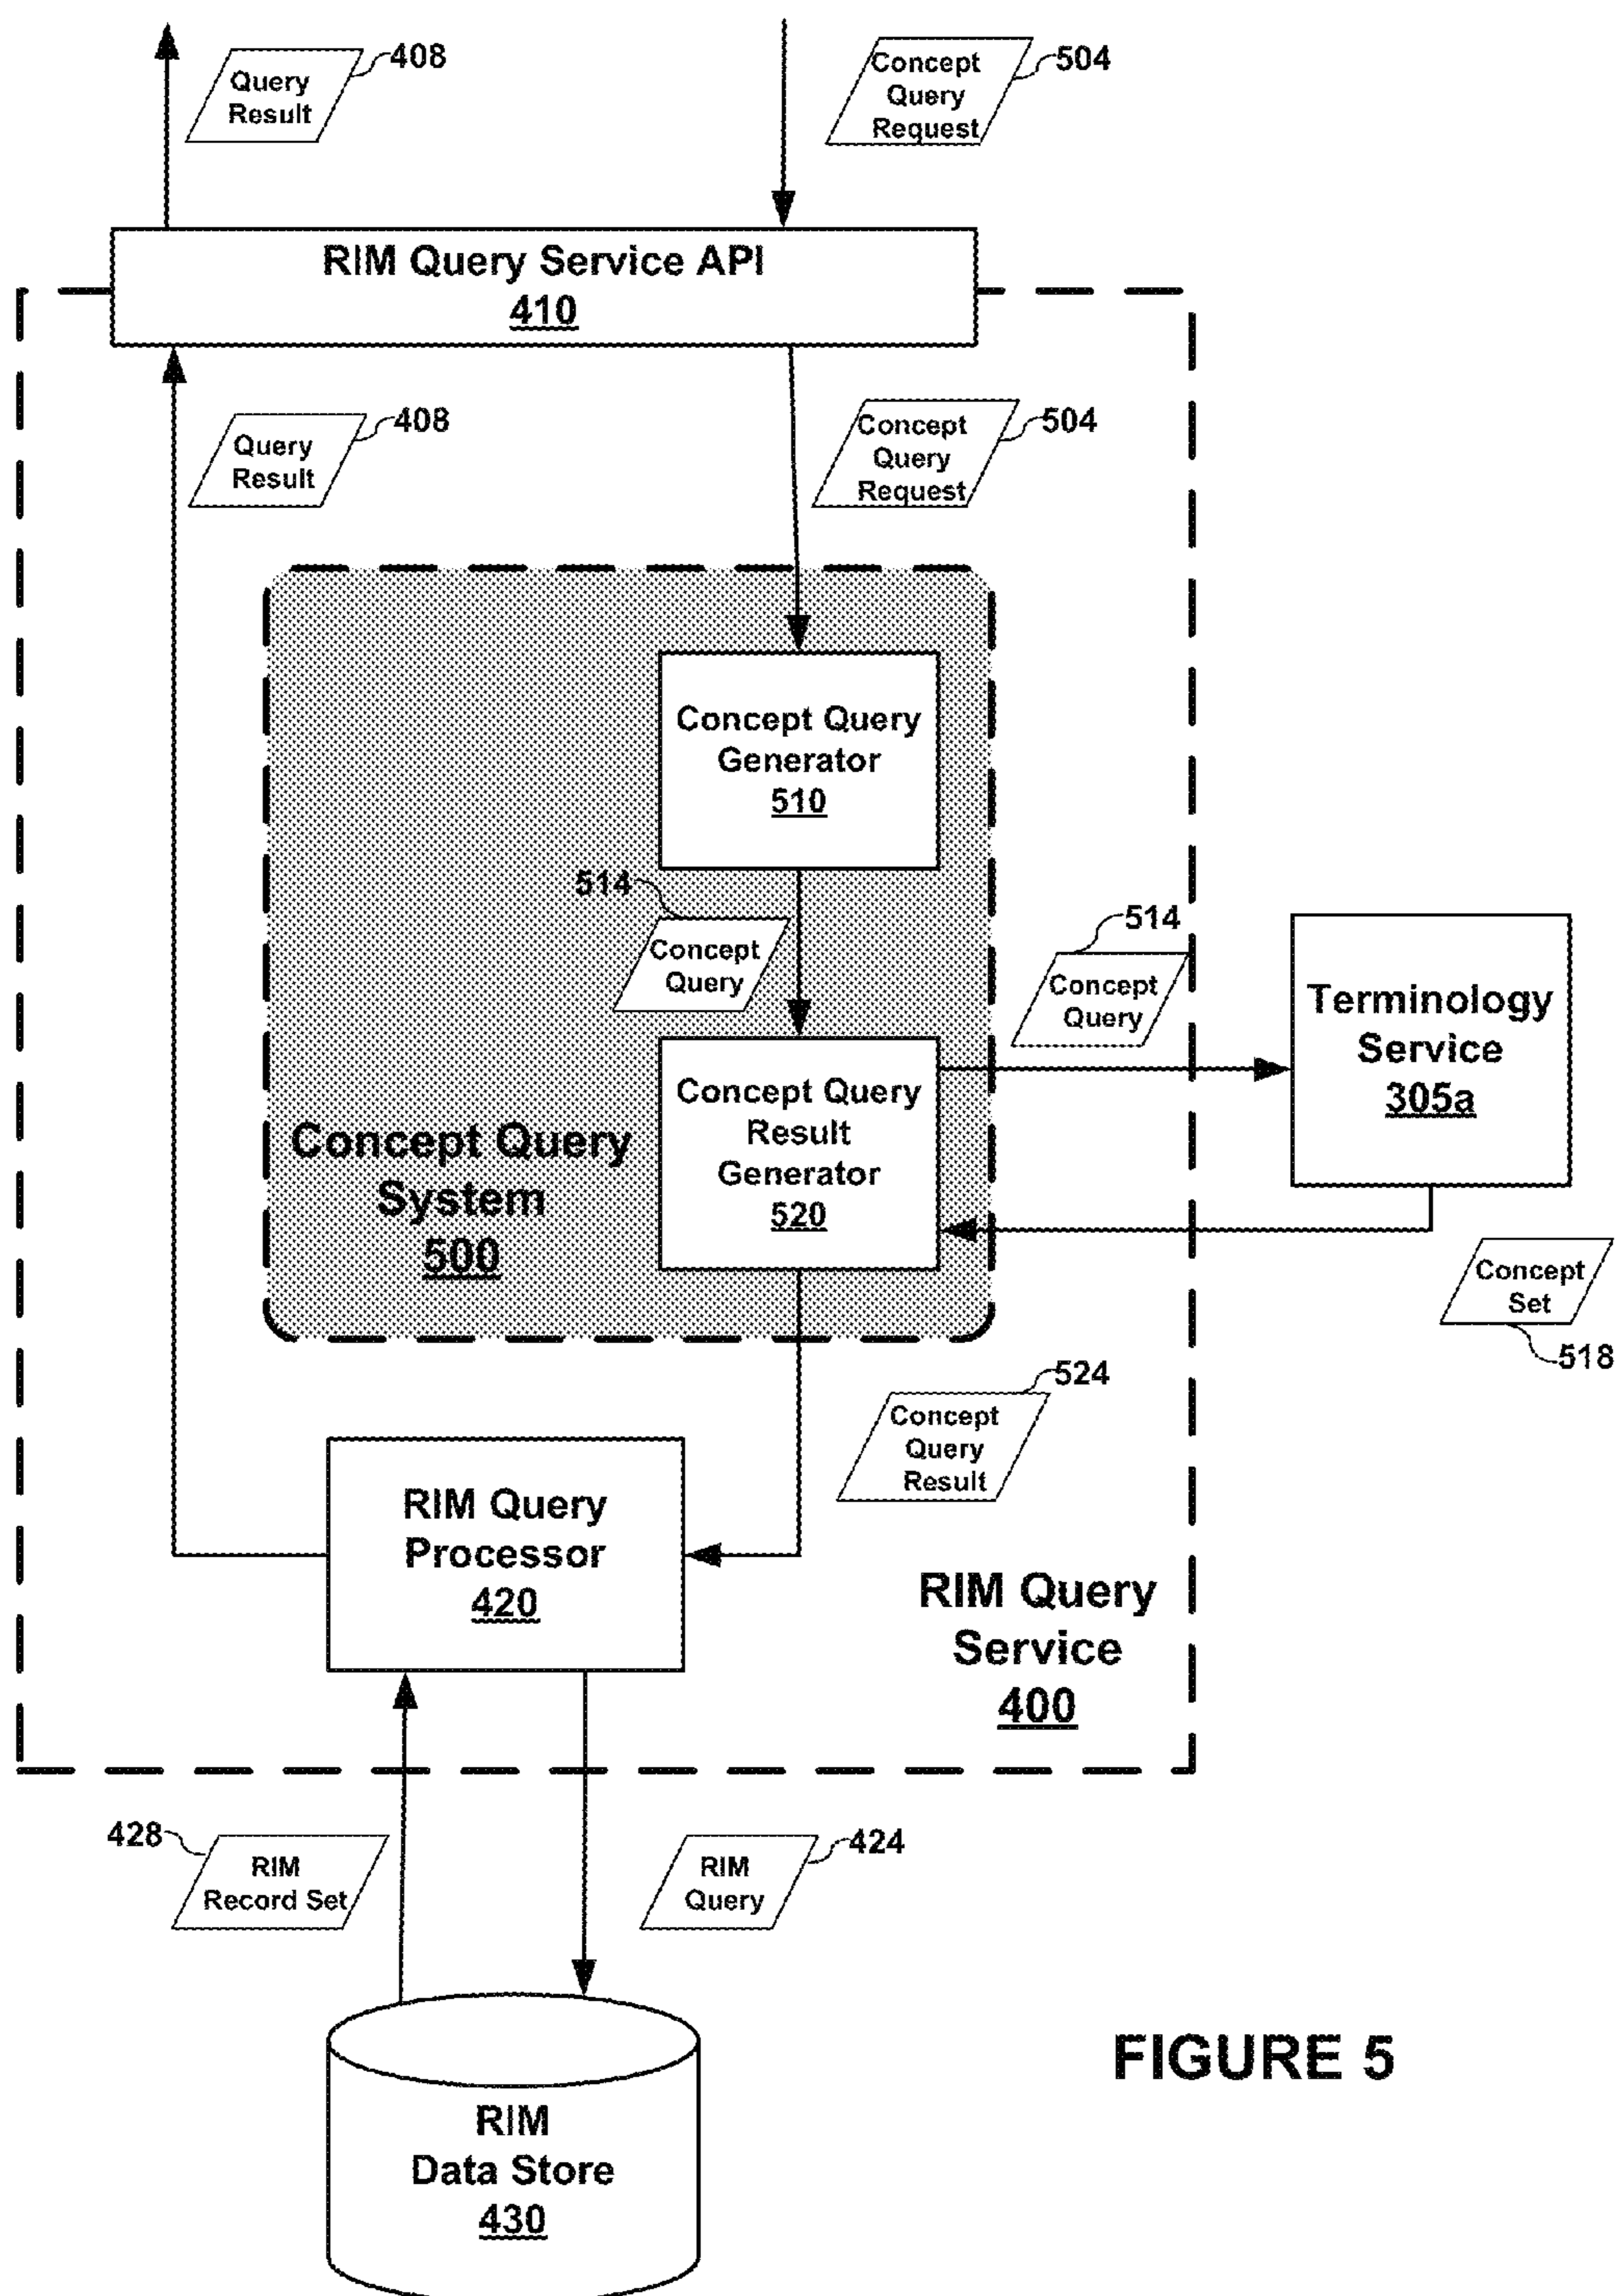 Query
Result
408
Concept
Query
Request
504
RIM Query Service API
410
Query
Result
408
Concept
Query
Request
504
Concept Query
Generator
510
514
Concept
Query
514
Concept
Query
Terminology
Service
305a
Concept Query
Result
Generator
520
Concept Query
System
500
Concept
Set
518
524
Concept
Query
Result
RIM Query
Processor
420
RIM Query
Service
400
428
RIM
Record Set
RIM
Query
424
RIM
Data Store
430
FIGURE 5